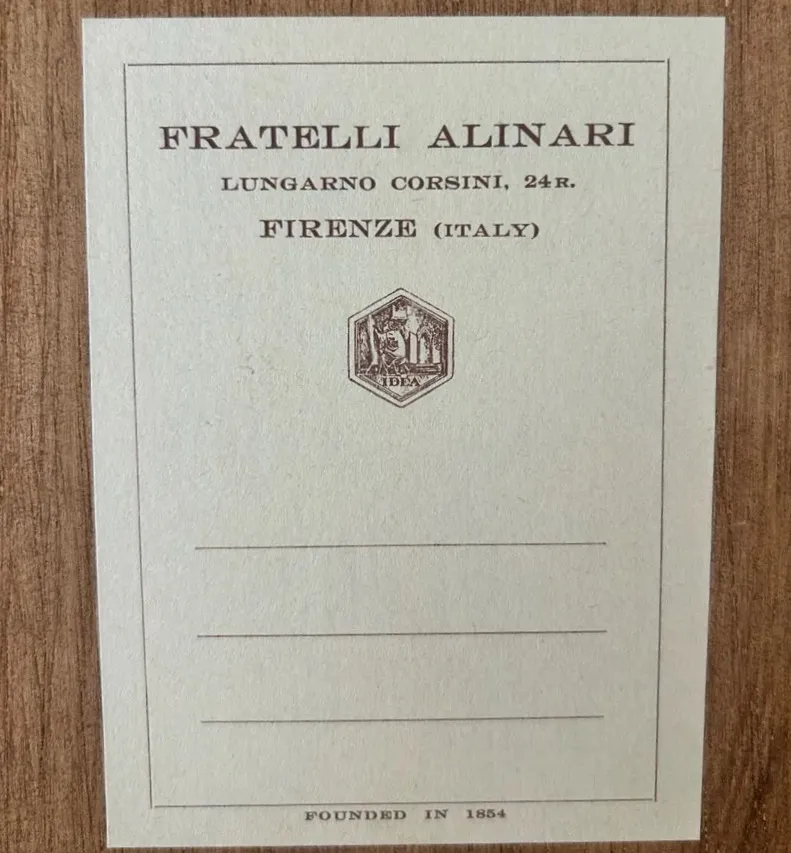 FRATELLI ALINARI
LUNGARNO CORSINI, 24R.
FIRENZE (ITALY)
IDEA
FOUNDED IN 1854